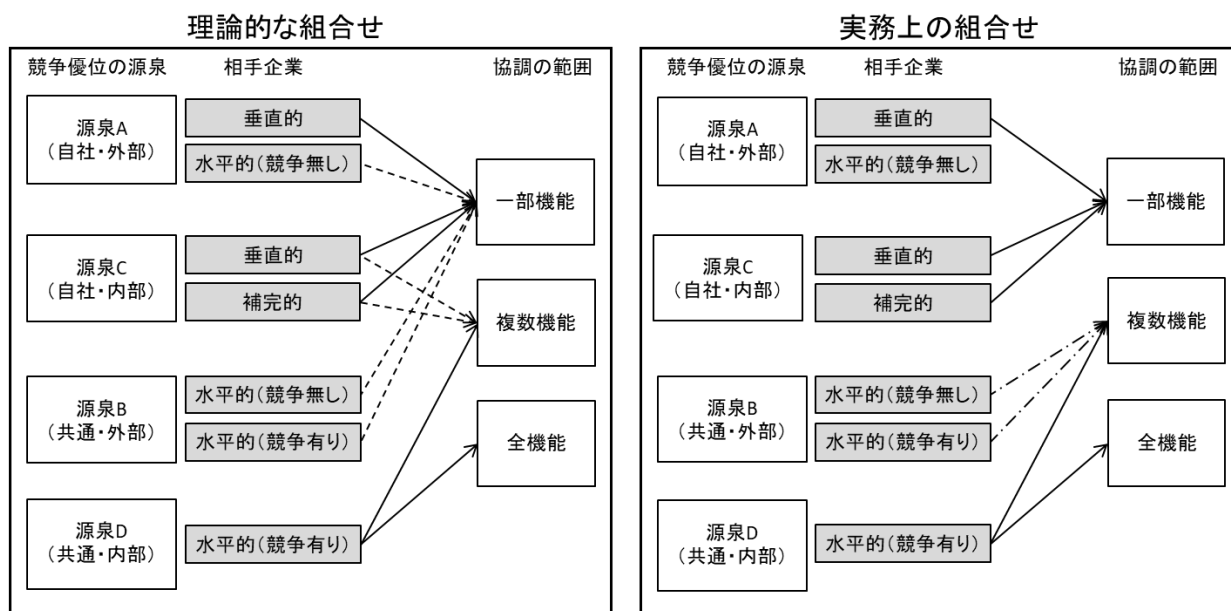 理論的な組合せ
競争優位の源泉
相手企業
協調の範囲
源泉A
(自社・外部)
垂直的
水平的(競争無し)
一部機能
源泉C
(自社・内部)
垂直的
補完的
複数機能
源泉B
(共通・外部)
水平的(競争無し)
水平的(競争有り)
全機能
源泉D
(共通・内部)
水平的(競争有り)
実務上の組合せ
競争優位の源泉
相手企業
協調の範囲
源泉A
(自社・外部)
垂直的
水平的(競争無し)
一部機能
源泉C
(自社・内部)
垂直的
補完的
複数機能
源泉B
(共通・外部)
水平的(競争無し)
水平的(競争有り)
全機能
源泉D
(共通・内部)
水平的(競争有り)